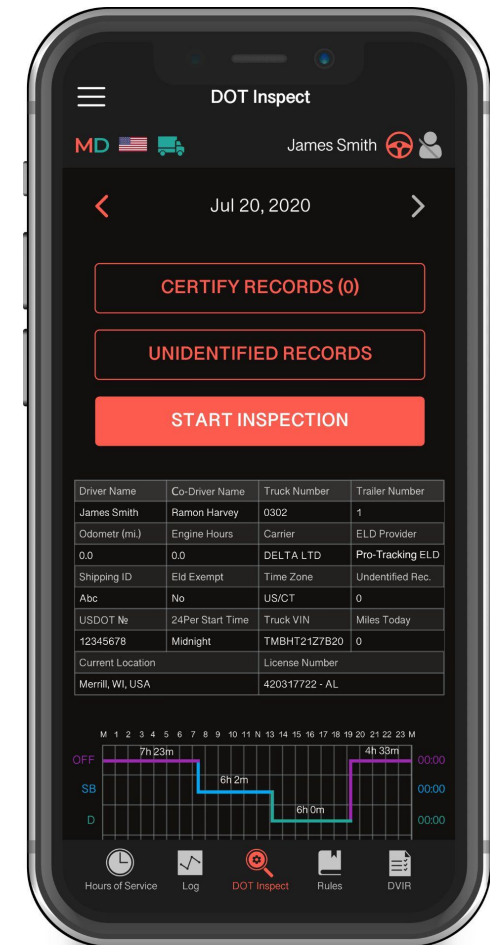 DOT Inspect
MD James Smith
Jul 20, 2020
CERTIFY RECORDS (0)
UNIDENTIFIED RECORDS
START INSPECTION
Driver Name Co-Driver Name Truck Number Trailer Number
James Smith Ramon Harvey 0302 1
Odometr (mi.) Engine Hours Carrier ELD Provider
0.0 0.0 DELTA LTD Pro-Tracking ELD
Shipping ID Eld Exempt Time Zone Undentified Rec.
Abc No US/CT 0
USDOT № 24Per Start Time Truck VIN Miles Today
12345678 Midnight TMBHT21Z7B20 0
Current Location License Number
Merrill, WI, USA 420317722 - AL
M 1 2 3 4 5 6 7 8 9 10 11 N 13 14 15 16 17 18 19 20 21 22 23 M
OFF 7h 23m 4h 33m 00:00
SB 6h 2m 00:00
D 6h 0m 00:00
Hours of Service Log DOT Inspect Rules DVIR